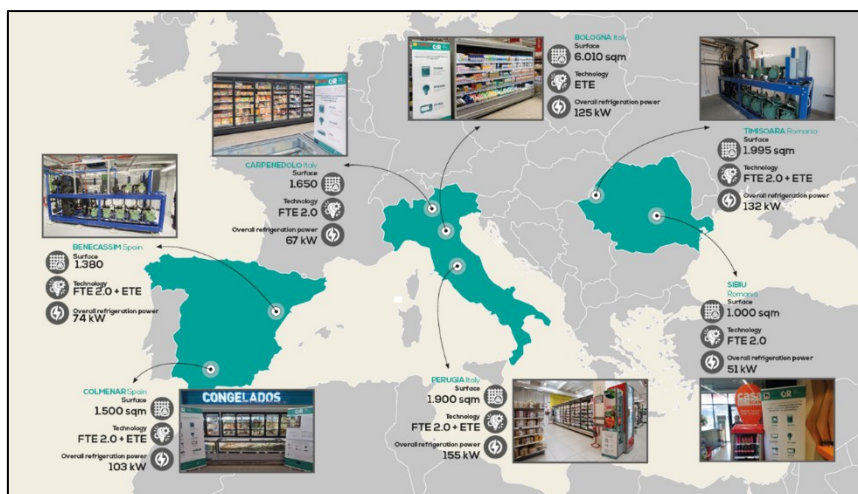 BOLOGNA Italy
Surface
6.010 sqm
Technology
ETE
Overall refrigeration power
125 kW
TIMISOARA Romania
Surface
1.995 sqm
Technology
FTE 2.0 + ETE
Overall refrigeration power
132 kW
CARPENEDOLO Italy
Surface
1.650
Technology
FTE 2.0
Overall refrigeration power
67 kW
BENECASSIM Spain
Surface
1.380
Technology
FTE 2.0 + ETE
Overall refrigeration power
74 kW
SIBIU
Romania
Surface
1.000 sqm
Technology
FTE 2.0
Overall refrigeration power
51 kW
COLMENAR Spain
Surface
1.500 sqm
Technology
FTE 2.0 + ETE
Overall refrigeration power
103 kW
CONGELADOS
PERUGIA Italy
Surface
1.900 sqm
Technology
FTE 2.0 + ETE
Overall refrigeration power
155 kW
casa